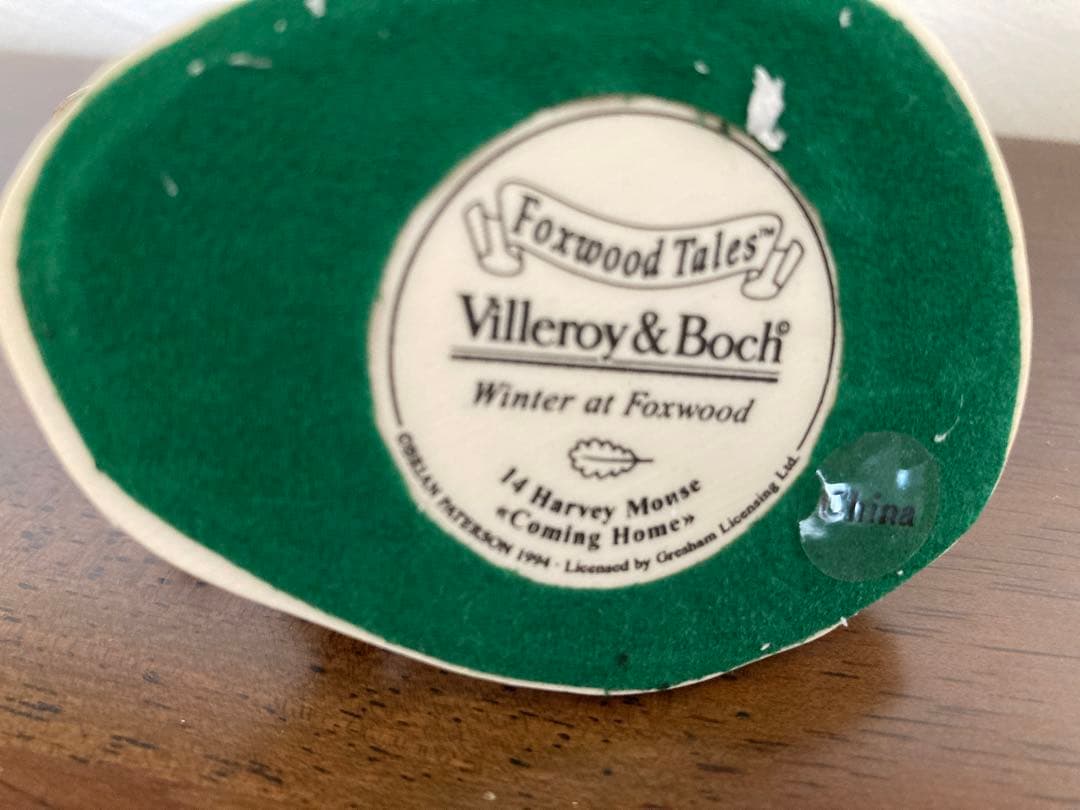 Foxwood Tales™
Villeroy & Boch®
Winter at Foxwood
14 Harvey Mouse
«Coming Home»
©BRIAN PATERSON 1994 · Licensed by Gresham Licensing Ltd.
China